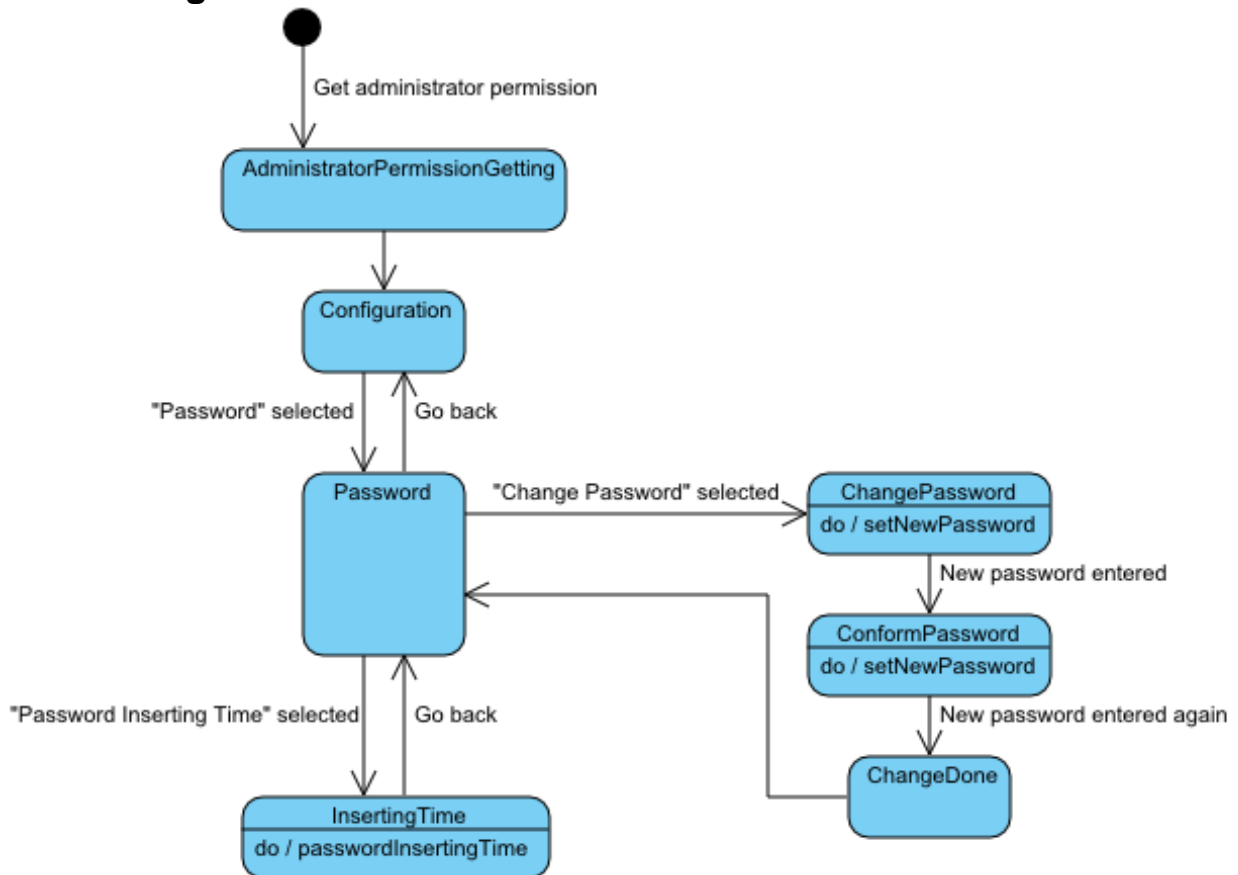 Get administrator permission
AdministratorPermissionGetting
Configuration
"Password" selected
Go back
Password
"Change Password" selected
ChangePassword
do / setNewPassword
New password entered
ConformPassword
do / setNewPassword
"Password Inserting Time" selected
Go back
New password entered again
ChangeDone
InsertingTime
do / passwordInsertingTime